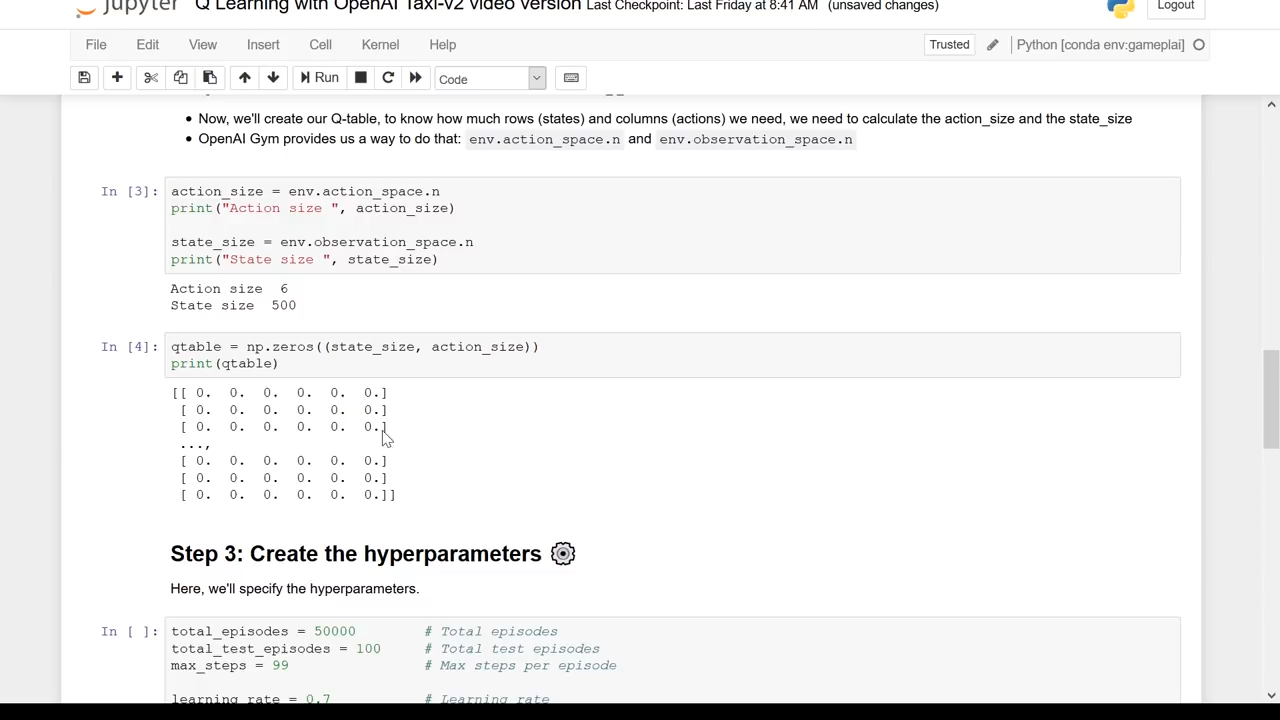 jupyter Q Learning with OpenAI Taxi-v2 video version Last Checkpoint: Last Friday at 8:41 AM (unsaved changes) Logout
File Edit View Insert Cell Kernel Help Trusted Python [conda env:gameplai]
Run Code
Now, we'll create our Q-table, to know how much rows (states) and columns (actions) we need, we need to calculate the action_size and the state_size
OpenAI Gym provides us a way to do that: env.action_space.n and env.observation_space.n
In [3]: action_size = env.action_space.n
print("Action size ", action_size)
state_size = env.observation_space.n
print("State size ", state_size)
Action size  6
State size  500
In [4]: qtable = np.zeros((state_size, action_size))
print(qtable)
[[ 0.  0.  0.  0.  0.  0.]
[ 0.  0.  0.  0.  0.  0.]
[ 0.  0.  0.  0.  0.  0.]
...,
[ 0.  0.  0.  0.  0.  0.]
[ 0.  0.  0.  0.  0.  0.]
[ 0.  0.  0.  0.  0.  0.]]
Step 3: Create the hyperparameters
Here, we'll specify the hyperparameters.
In [ ]: total_episodes = 50000 # Total episodes
total_test_episodes = 100 # Total test episodes
max_steps = 99 # Max steps per episode
learning_rate = 0.7 # Learning rate